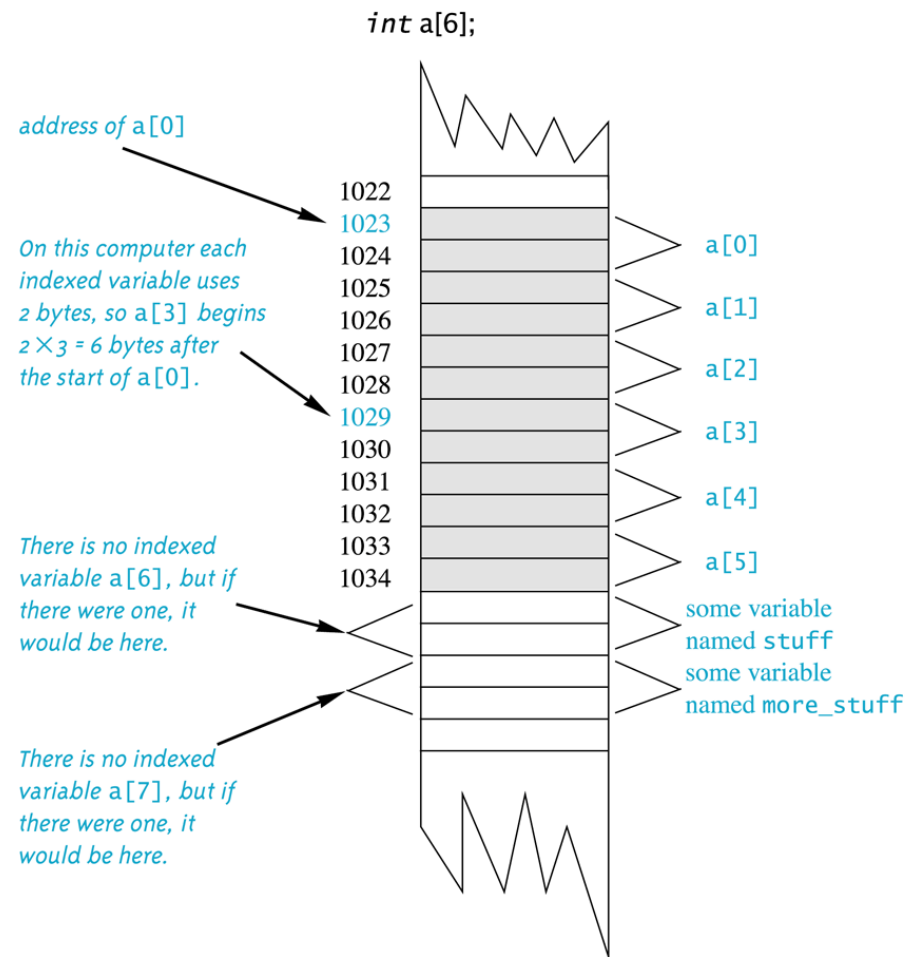 int a[6];
address of a[0]
1022
1023
1024
1025
1026
1027
1028
1029
1030
1031
1032
1033
1034
On this computer each
indexed variable uses
2 bytes, so a[3] begins
2 × 3 = 6 bytes after
the start of a[0].
There is no indexed
variable a[6], but if
there were one, it
would be here.
There is no indexed
variable a[7], but if
there were one, it
would be here.
a[0]
a[1]
a[2]
a[3]
a[4]
a[5]
some variable
named stuff
some variable
named more_stuff